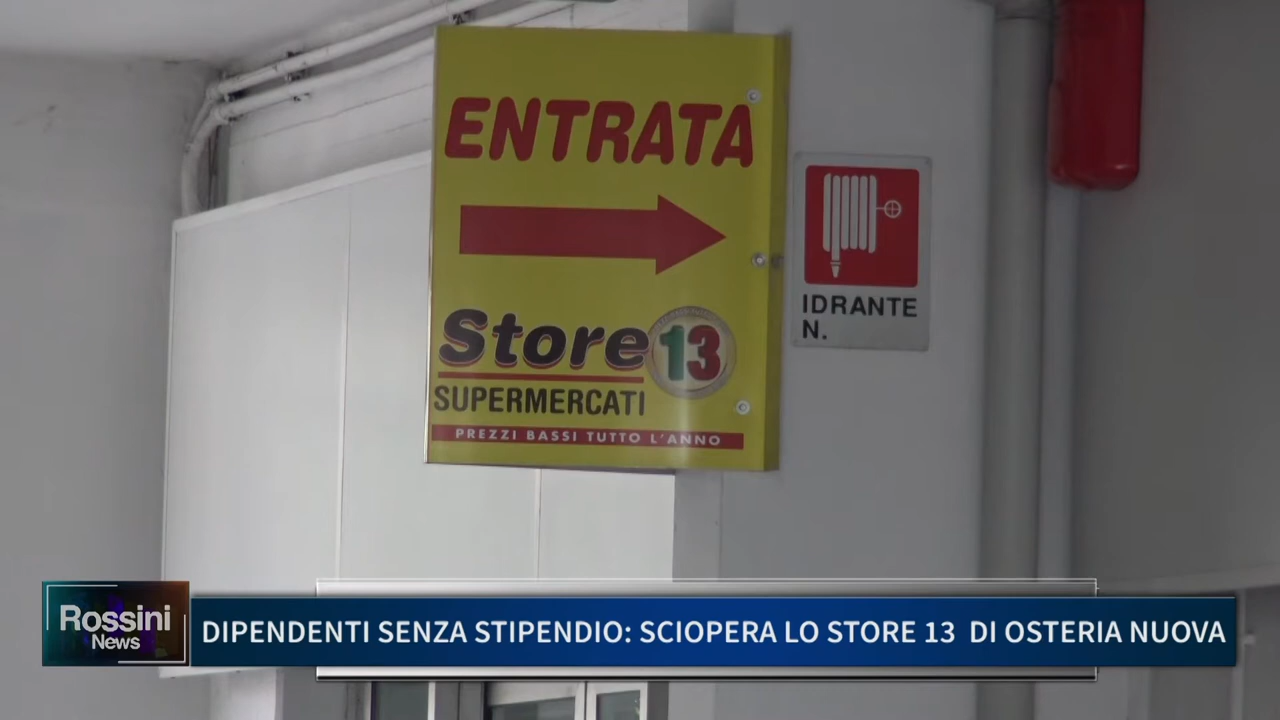 ENTRATA
Store 13
SUPERMERCATI
PREZZI BASSI TUTTO L'ANNO
IDRANTE
N.
Rossini
News
DIPENDENTI SENZA STIPENDIO: SCIOPERA LO STORE 13 DI OSTERIA NUOVA